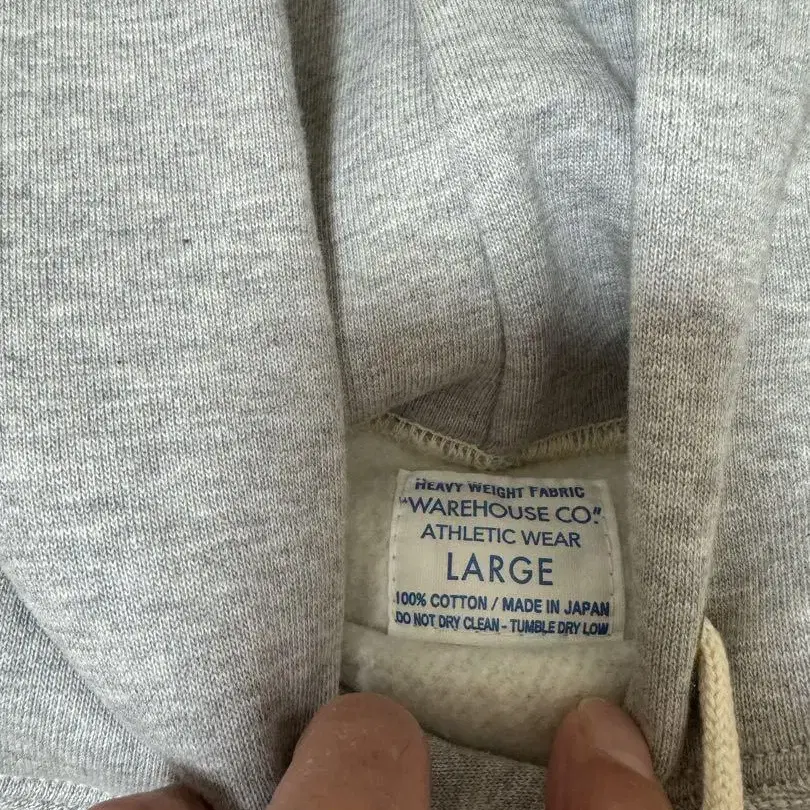 HEAVY WEIGHT FABRIC
"WAREHOUSE CO."
ATHLETIC WEAR
LARGE
100% COTTON / MADE IN JAPAN
DO NOT DRY CLEAN - TUMBLE DRY LOW